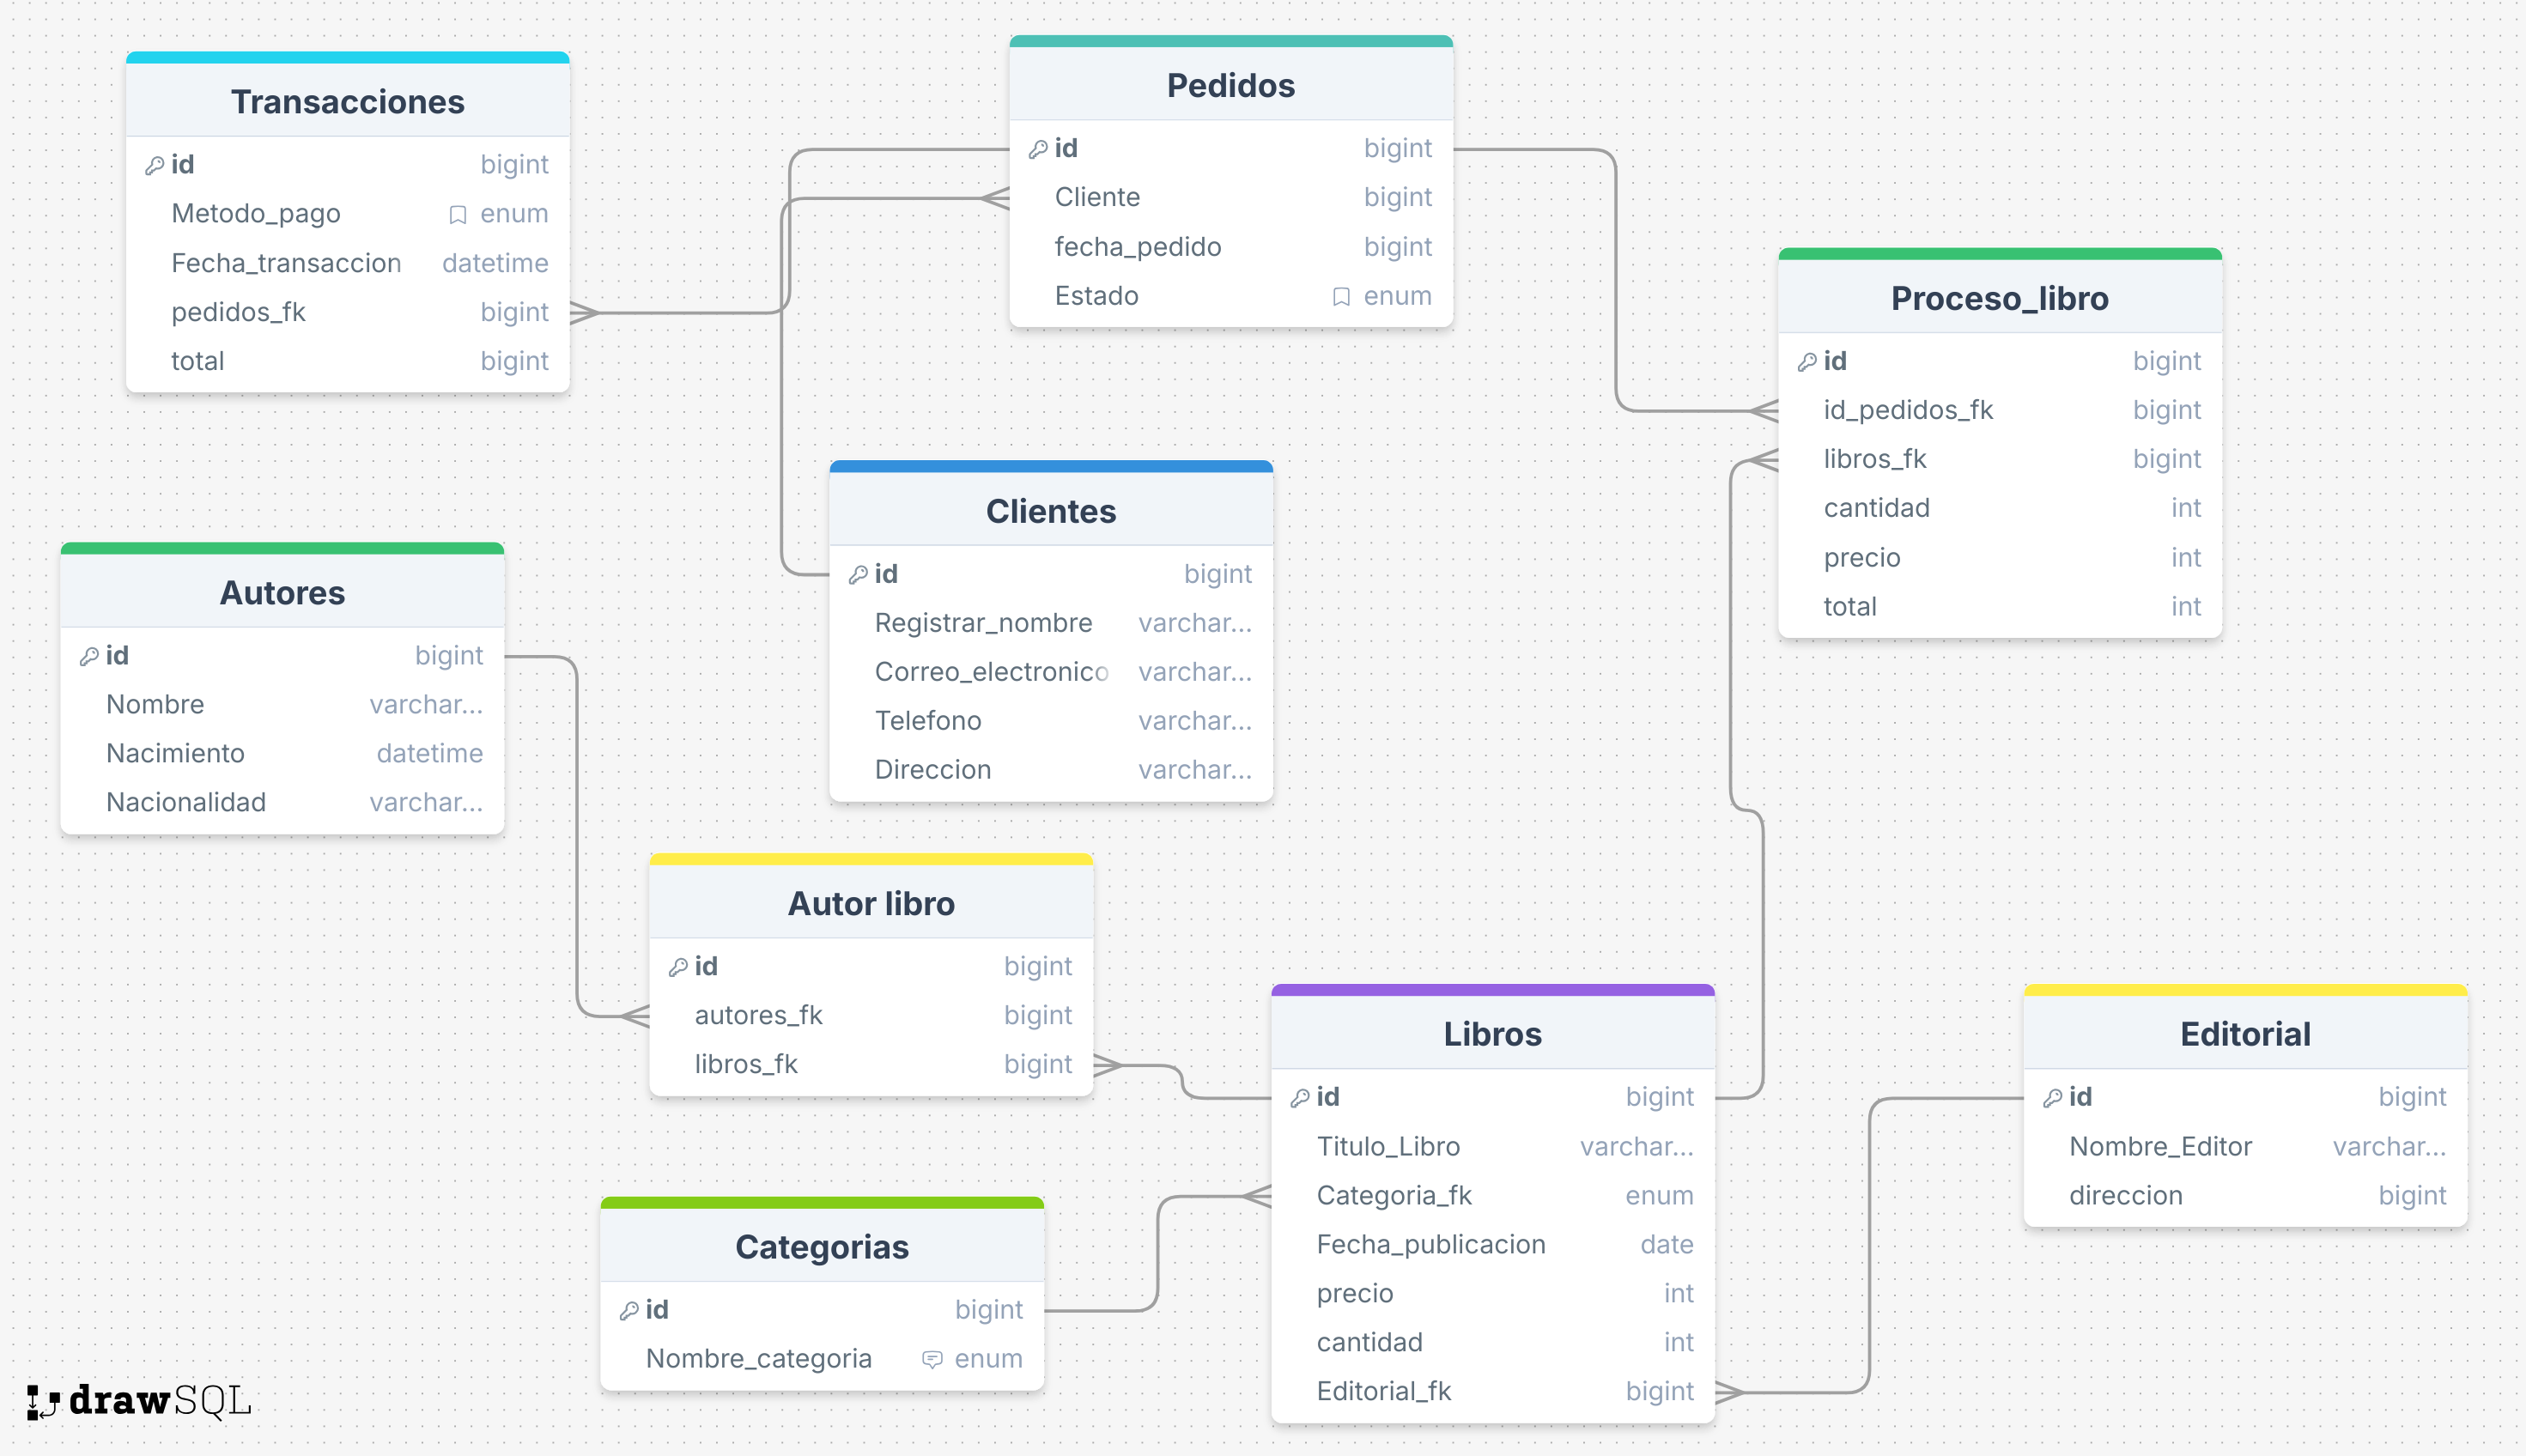 Transacciones
id bigint
Metodo_pago enum
Fecha_transaccion datetime
pedidos_fk bigint
total bigint
Pedidos
id bigint
Cliente bigint
fecha_pedido bigint
Estado enum
Proceso_libro
id bigint
id_pedidos_fk bigint
libros_fk bigint
cantidad int
precio int
total int
Clientes
id bigint
Registrar_nombre varchar...
Correo_electronico varchar...
Telefono varchar...
Direccion varchar...
Autores
id bigint
Nombre varchar...
Nacimiento datetime
Nacionalidad varchar...
Autor libro
id bigint
autores_fk bigint
libros_fk bigint
Libros
id bigint
Titulo_Libro varchar...
Categoria_fk enum
Fecha_publicacion date
precio int
cantidad int
Editorial_fk bigint
Editorial
id bigint
Nombre_Editor varchar...
direccion bigint
Categorias
id bigint
Nombre_categoria enum
drawSQL